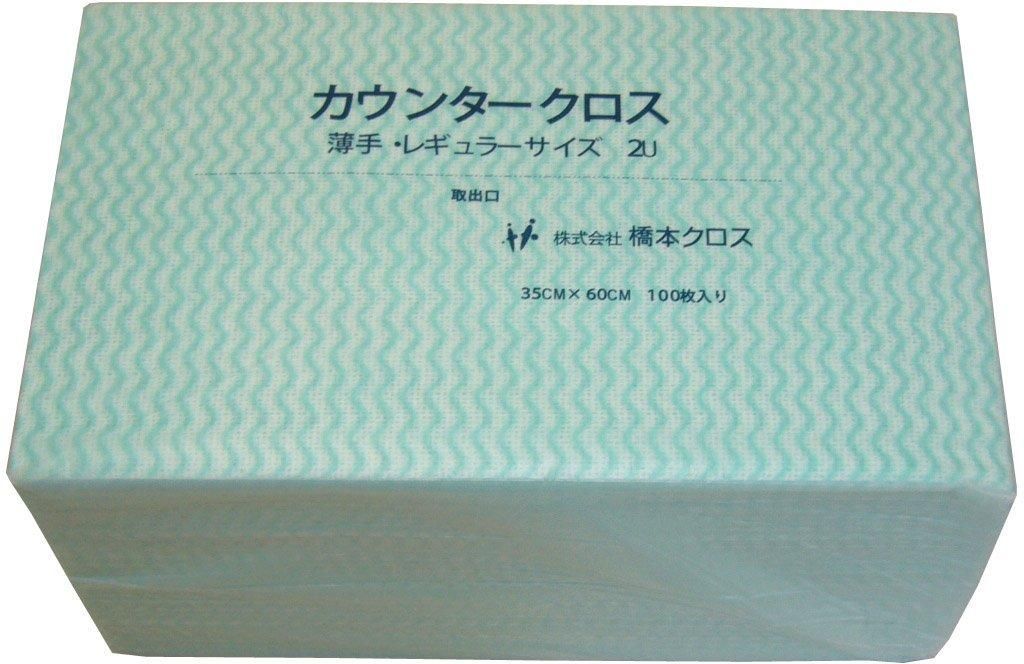 カウンタークロス
薄手・レギュラーサイズ 2U
取出口
株式会社 橋本クロス
35CM×60CM 100枚入り